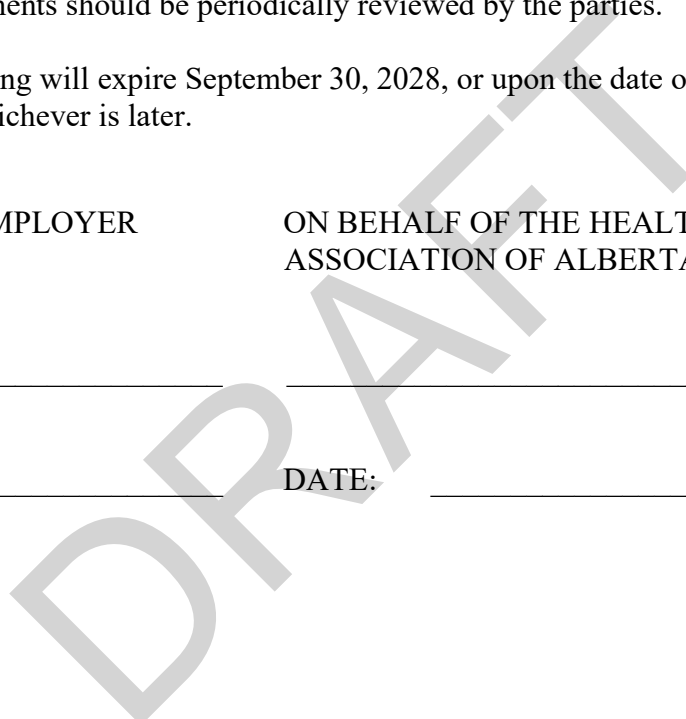 ents should be periodically reviewed by the parties.
ng will expire September 30, 2028, or upon the date o
ichever is later.
MPLOYER ON BEHALF OF THE HEALT
ASSOCIATION OF ALBERTA
DATE:
DRAFT